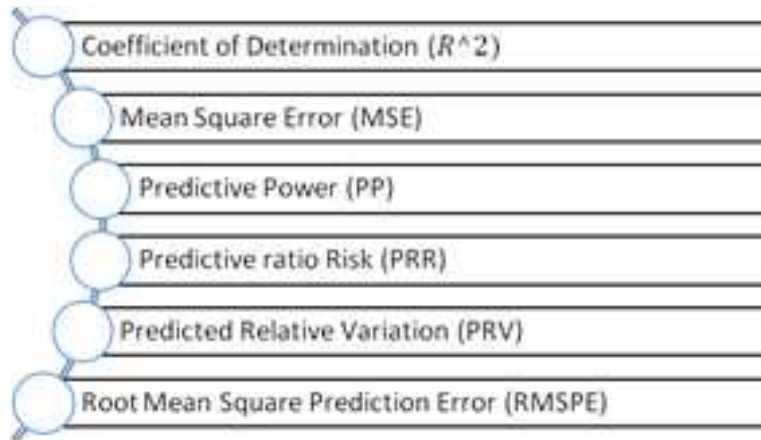 Coefficient of Determination (R^2)
Mean Square Error (MSE)
Predictive Power (PP)
Predictive ratio Risk (PRR)
Predicted Relative Variation (PRV)
Root Mean Square Prediction Error (RMSPE)